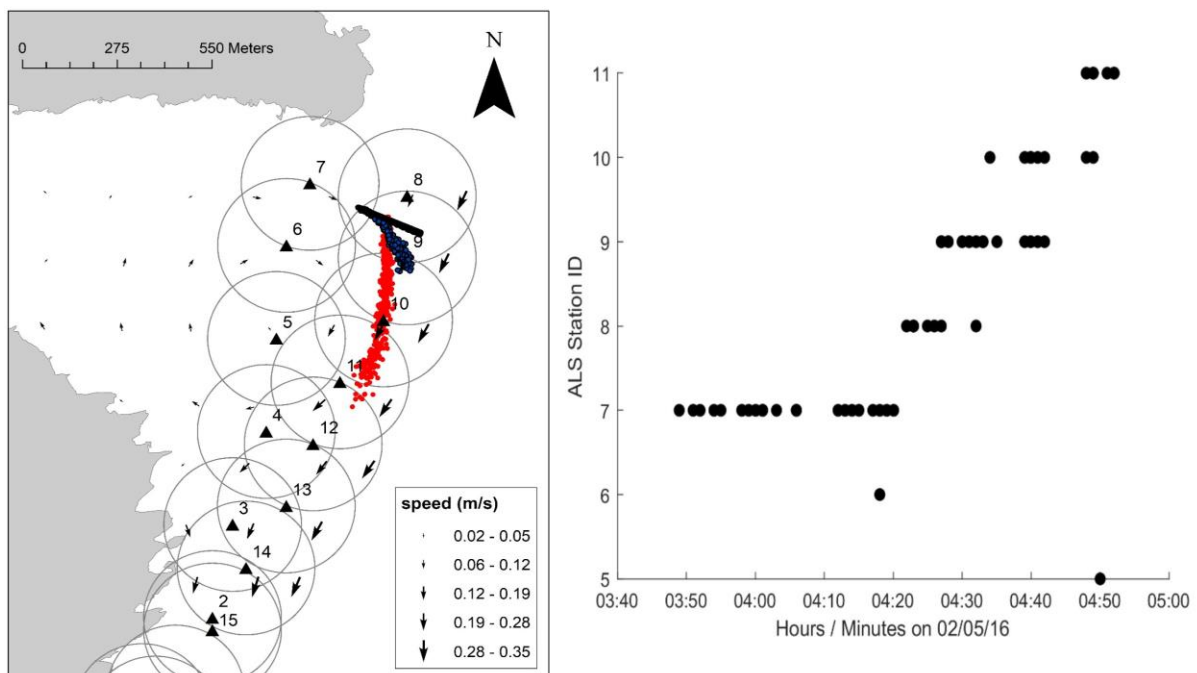 0 275 550 Meters
N
7
8
6
9
10
5
11
4
12
13
3
14
2
15
speed (m/s)
0.02 - 0.05
0.06 - 0.12
0.12 - 0.19
0.19 - 0.28
0.28 - 0.35
ALS Station ID
11
10
9
8
7
6
5
03:40 03:50 04:00 04:10 04:20 04:30 04:40 04:50 05:00
Hours / Minutes on 02/05/16